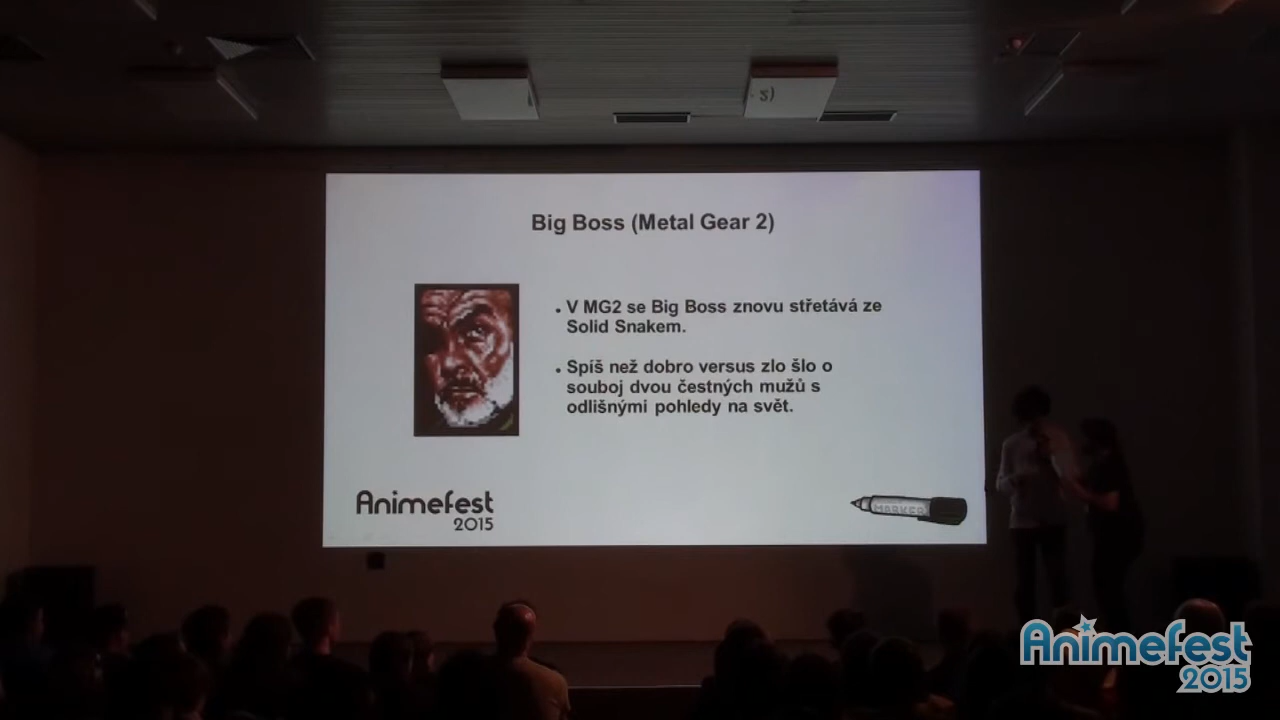 Big Boss (Metal Gear 2)
• V MG2 se Big Boss znovu střetává ze
Solid Snakem.
• Spíš než dobro versus zlo šlo o
souboj dvou čestných mužů s
odlišnými pohledy na svět.
Animefest
2015
MARKER
Animefest
2015